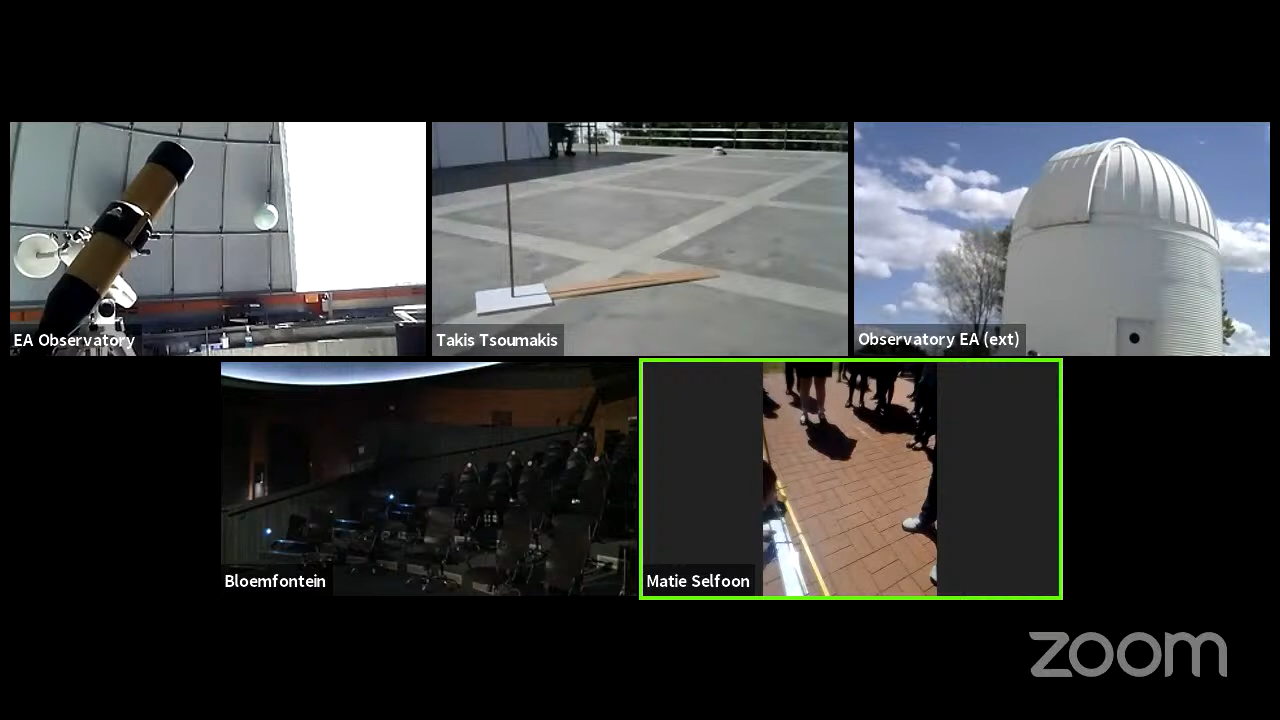 EA Observatory
Takis Tsoumakis
Observatory EA (ext)
Bloemfontein
Matie Selfoon
zoom